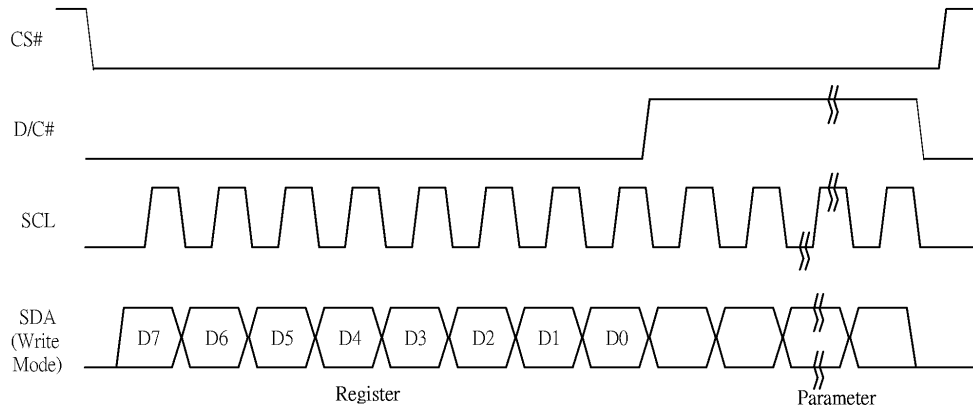 CS#
D/C#
SCL
SDA
(Write
Mode)
D7 D6 D5 D4 D3 D2 D1 D0
Register
Parameter